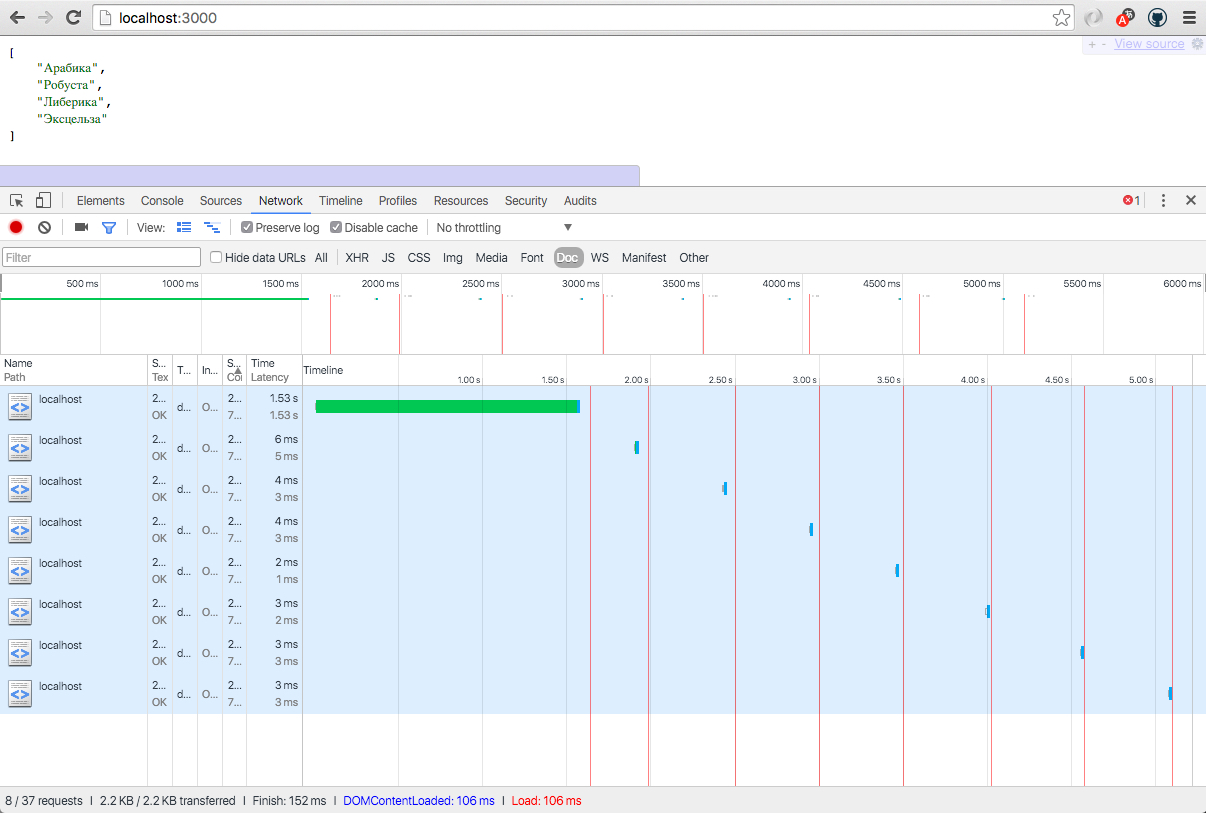 localhost:3000
+ - View source
[
"Арабика",
"Робуста",
"Либерика",
"Эксцельза"
]
Elements Console Sources Network Timeline Profiles Resources Security Audits 1
View: Preserve log Disable cache No throttling
Filter Hide data URLs All XHR JS CSS Img Media Font Doc WS Manifest Other
500 ms 1000 ms 1500 ms 2000 ms 2500 ms 3000 ms 3500 ms 4000 ms 4500 ms 5000 ms 5500 ms 6000 ms
Name S... T... In... S... Time Timeline
Path Tex Co Latency 1.00 s 1.50 s 2.00 s 2.50 s 3.00 s 3.50 s 4.00 s 4.50 s 5.00 s
localhost 2... d... O... 2... 1.53 s
OK 7... 1.53 s
localhost 2... d... O... 2... 6 ms
OK 7... 5 ms
localhost 2... d... O... 2... 4 ms
OK 7... 3 ms
localhost 2... d... O... 2... 4 ms
OK 7... 3 ms
localhost 2... d... O... 2... 2 ms
OK 7... 1 ms
localhost 2... d... O... 2... 3 ms
OK 7... 2 ms
localhost 2... d... O... 2... 3 ms
OK 7... 3 ms
localhost 2... d... O... 2... 3 ms
OK 7... 3 ms
8 / 37 requests | 2.2 KB / 2.2 KB transferred | Finish: 152 ms | DOMContentLoaded: 106 ms | Load: 106 ms